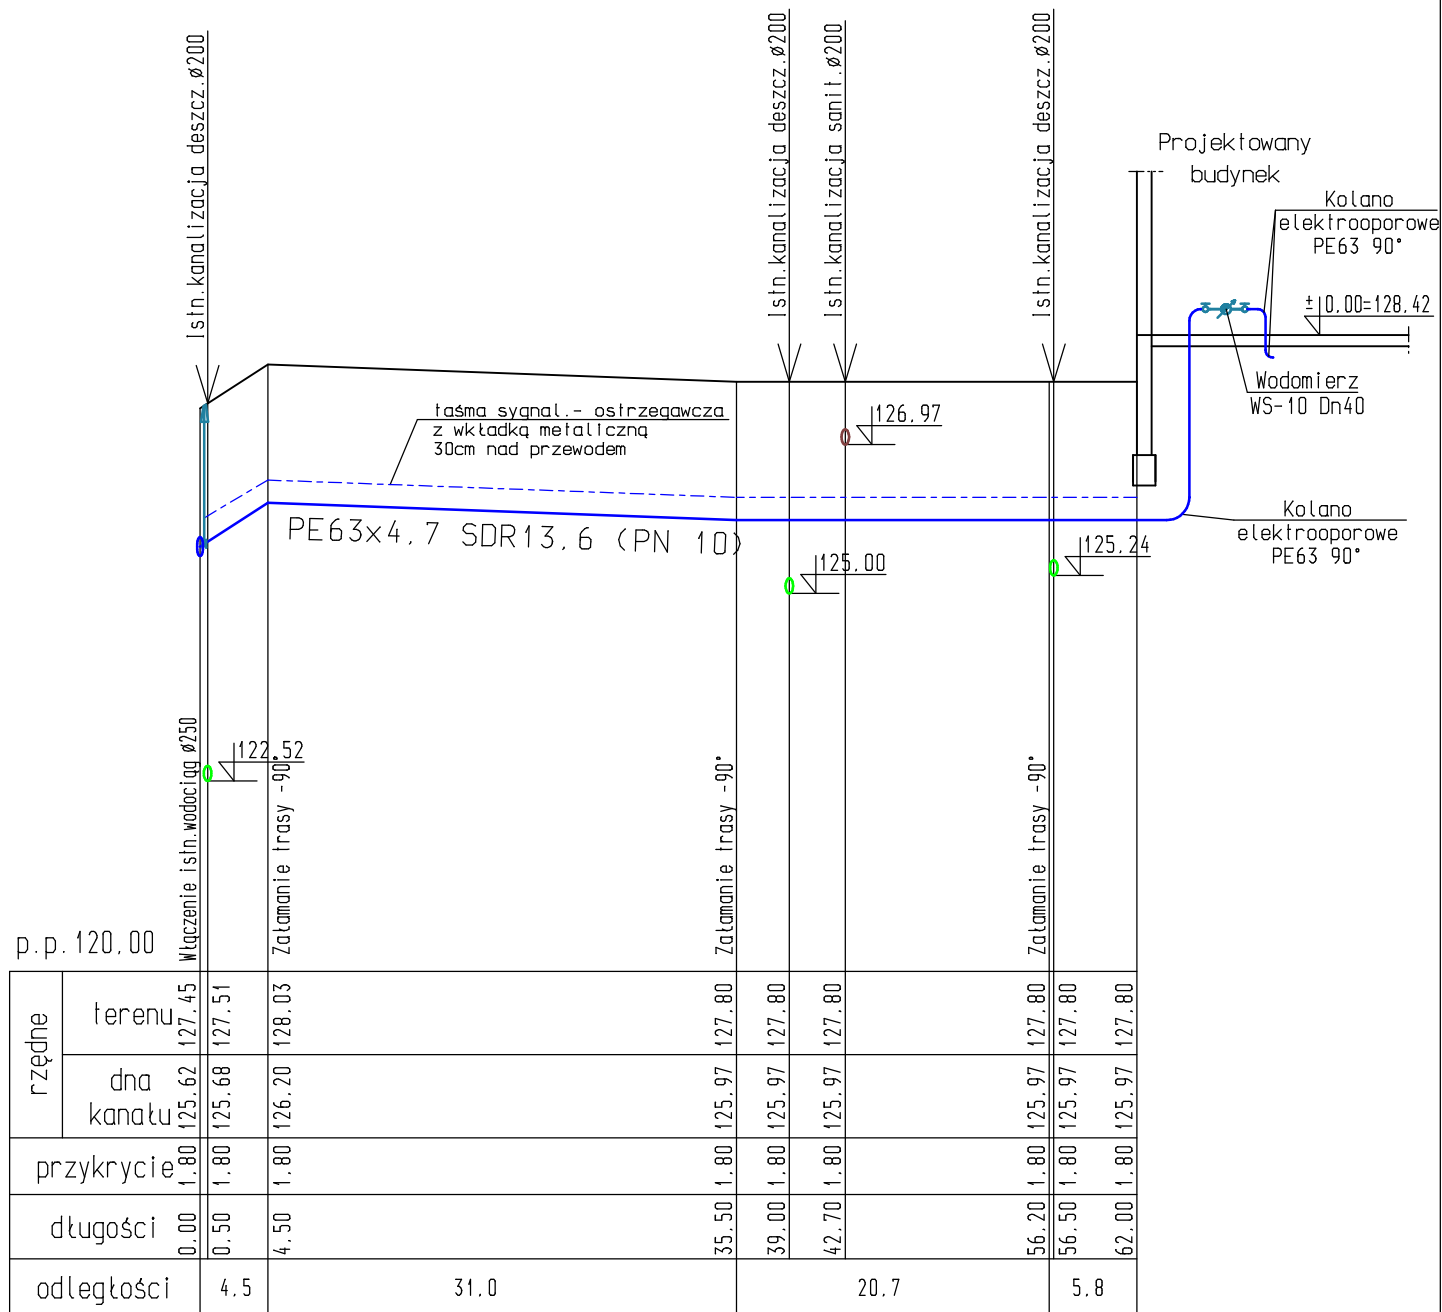 Istn.kanalizacja deszcz.ø200
Istn.kanalizacja deszcz.ø200
Istn.kanalizacja sanit.ø200
Istn.kanalizacja deszcz.ø200
Projektowany
budynek
Kolano
elektrooporowe
PE63 90°
±0,00=128,42
Wodomierz
WS-10 Dn40
taśma sygnal.- ostrzegawcza
z wkładką metaliczną
30cm nad przewodem
126,97
PE63x4,7 SDR13,6 (PN 10)
Kolano
elektrooporowe
PE63 90°
125,00
125,24
122,52
Włączenie istn.wodociąg ø250
Załamanie trasy -90°
Załamanie trasy -90°
Załamanie trasy -90°
p.p.120,00
rzędne
terenu 127,45 127,51 128,03 127,80 127,80 127,80 127,80 127,80 127,80
dna
kanału 125,62 125,68 126,20 125,97 125,97 125,97 125,97 125,97 125,97
przykrycie 1,80 1,80 1,80 1,80 1,80 1,80 1,80 1,80 1,80
długości 0,00 0,50 4,50 35,50 39,00 42,70 56,20 56,50 62,00
odległości 4,5 31,0 20,7 5,8